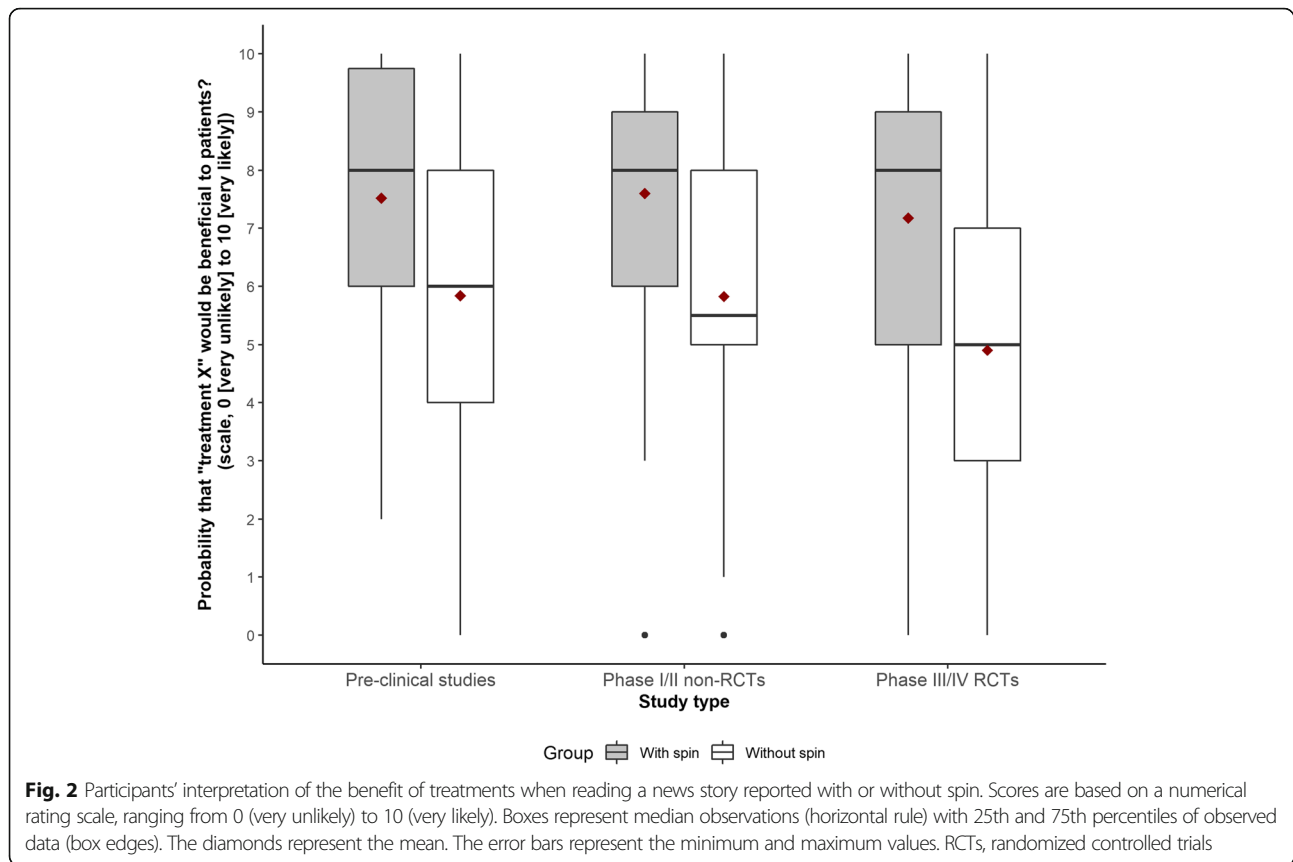 Probability that "treatment X" would be beneficial to patients?
(scale, 0 [very unlikely] to 10 [very likely])
10
9
8
7
6
5
4
3
2
1
0
Pre-clinical studies Phase I/II non-RCTs Phase III/IV RCTs
Study type
Group With spin Without spin
Fig. 2 Participants' interpretation of the benefit of treatments when reading a news story reported with or without spin. Scores are based on a numerical
rating scale, ranging from 0 (very unlikely) to 10 (very likely). Boxes represent median observations (horizontal rule) with 25th and 75th percentiles of observed
data (box edges). The diamonds represent the mean. The error bars represent the minimum and maximum values. RCTs, randomized controlled trials